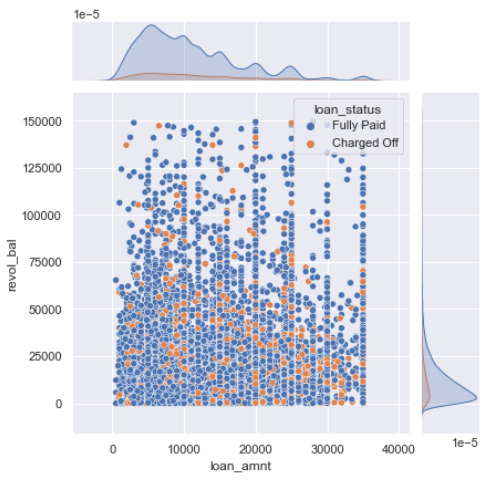 1e−5
loan_status
Fully Paid
Charged Off
150000
125000
100000
75000
50000
25000
0
revol_bal
0
10000
20000
30000
40000
loan_amnt
1e−5